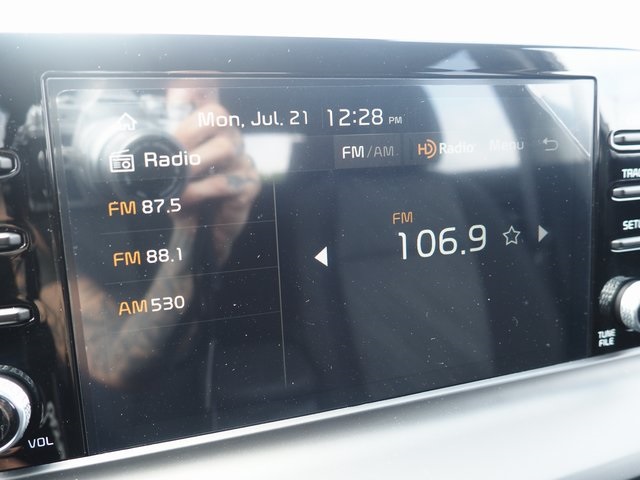 Mon, Jul. 21 12:28 PM
Radio FM/AM HD Radio Menu
FM 87.5
FM 88.1
AM 530
FM
106.9
VOL
TRACK
SETUP
TUNE
FILE